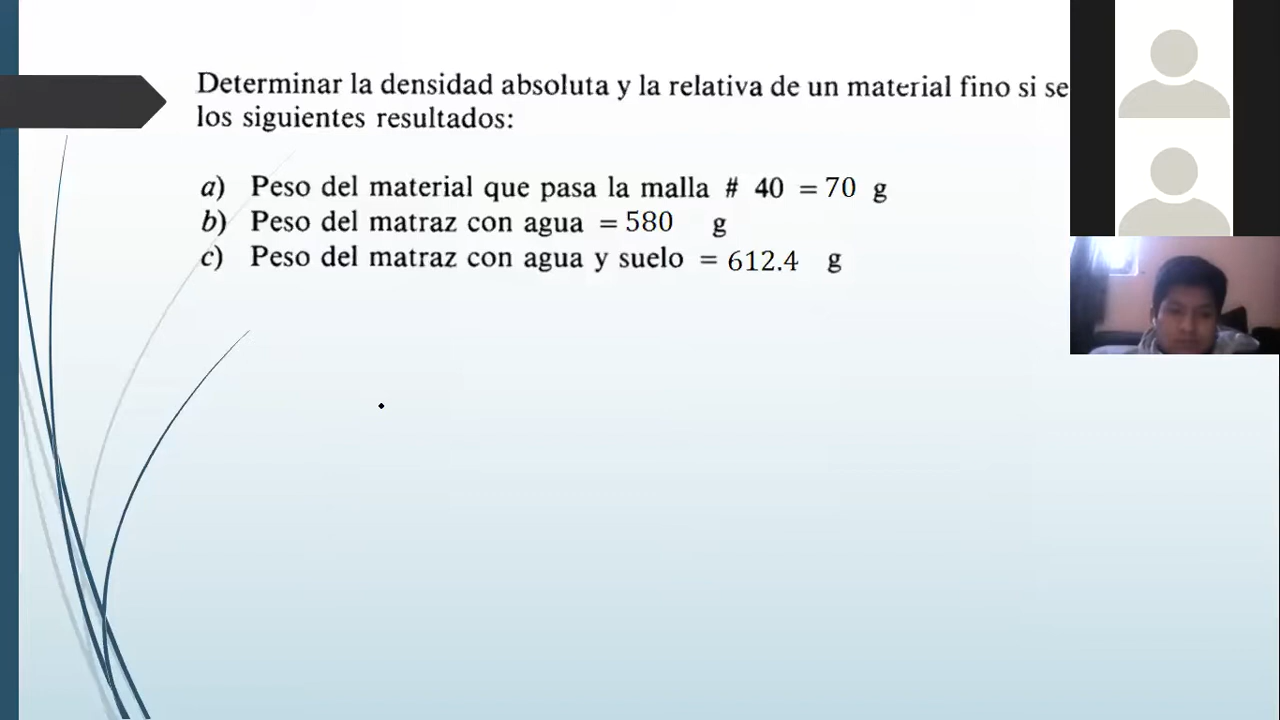 Determinar la densidad absoluta y la relativa de un material fino si se
los siguientes resultados:
a) Peso del material que pasa la malla # 40 = 70 g
b) Peso del matraz con agua = 580 g
c) Peso del matraz con agua y suelo = 612.4 g